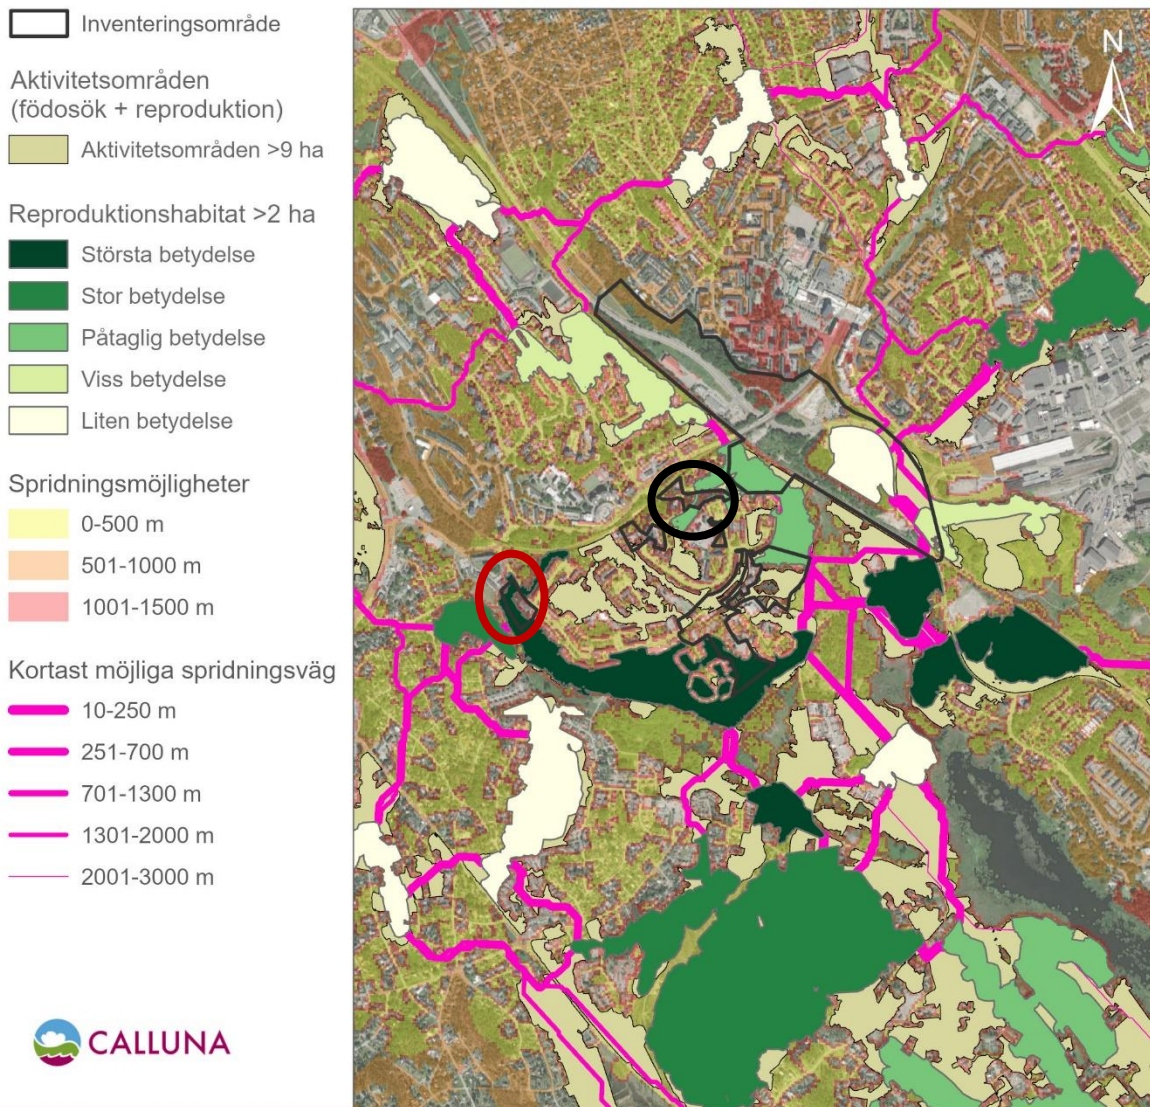 Inventeringsområde
Aktivitetsområden
(födosök + reproduktion)
Aktivitetsområden >9 ha
Reproduktionshabitat >2 ha
Största betydelse
Stor betydelse
Påtaglig betydelse
Viss betydelse
Liten betydelse
Spridningsmöjligheter
0-500 m
501-1000 m
1001-1500 m
Kortast möjliga spridningsväg
10-250 m
251-700 m
701-1300 m
1301-2000 m
2001-3000 m
CALLUNA
N